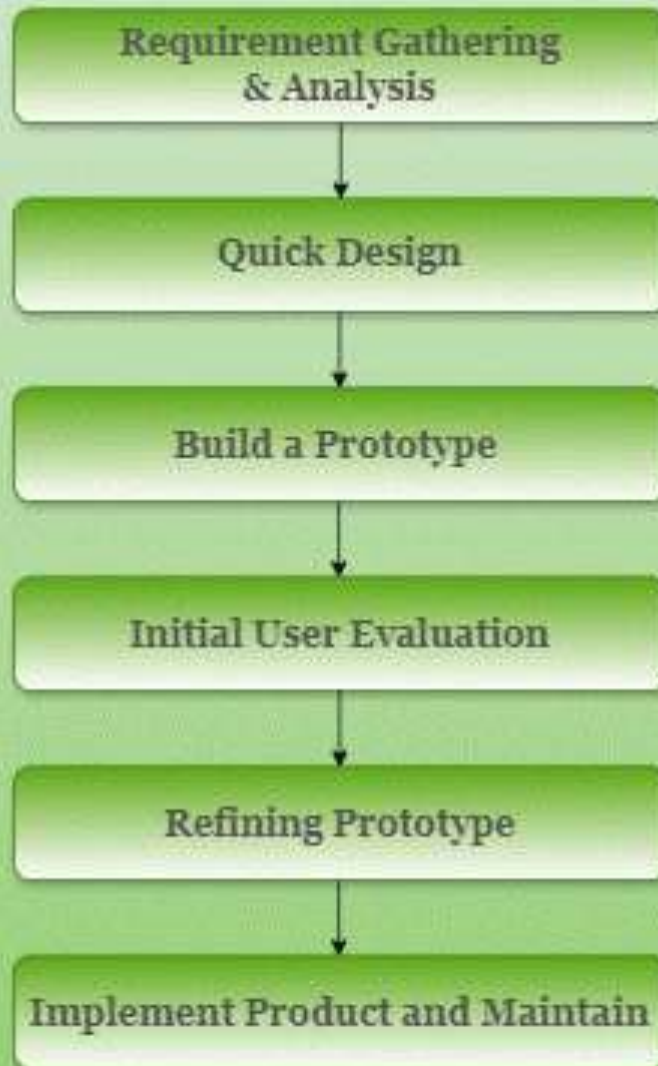 Requirement Gathering
& Analysis
Quick Design
Build a Prototype
Initial User Evaluation
Refining Prototype
Implement Product and Maintain